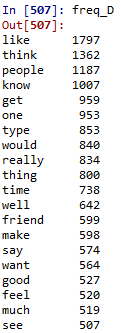 In [507]: freq_D
Out[507]:
like 1797
think 1362
people 1187
know 1007
get 959
one 953
type 853
would 840
really 834
thing 800
time 738
well 642
friend 599
make 598
say 574
want 564
good 527
feel 520
much 519
see 507